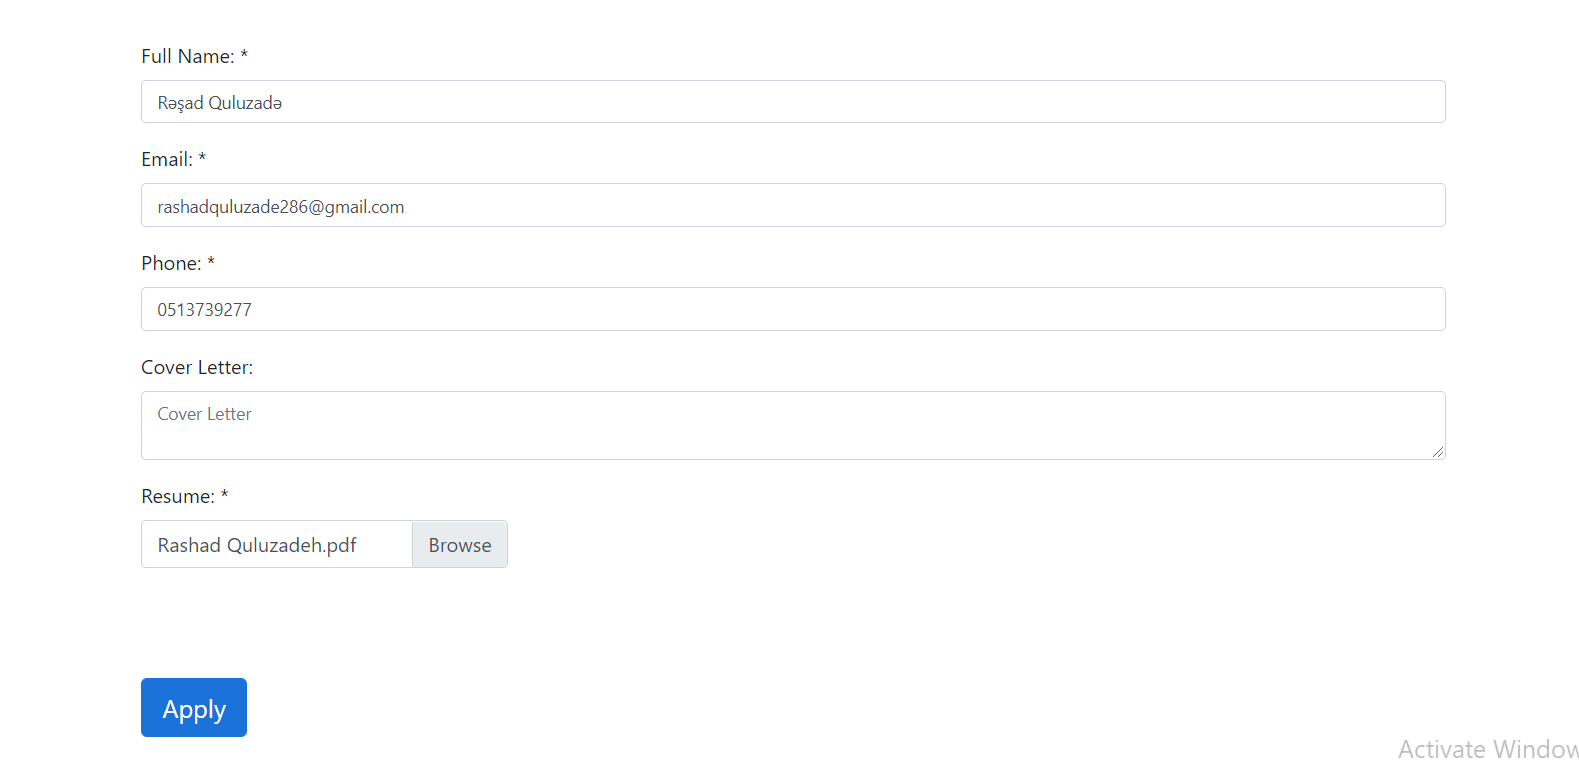 Full Name: *
Rəşad Quluzadə
Email: *
rashadquluzade286@gmail.com
Phone: *
0513739277
Cover Letter:
Cover Letter
Resume: *
Rashad Quluzadeh.pdf Browse
Apply
Activate Window